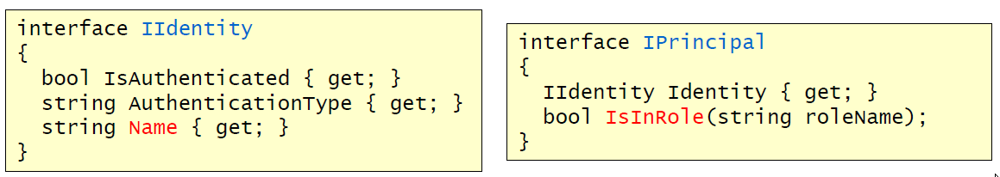 interface IIdentity
{
  bool IsAuthenticated { get; }
  string AuthenticationType { get; }
  string Name { get; }
}
interface IPrincipal
{
  IIdentity Identity { get; }
  bool IsInRole(string roleName);
}